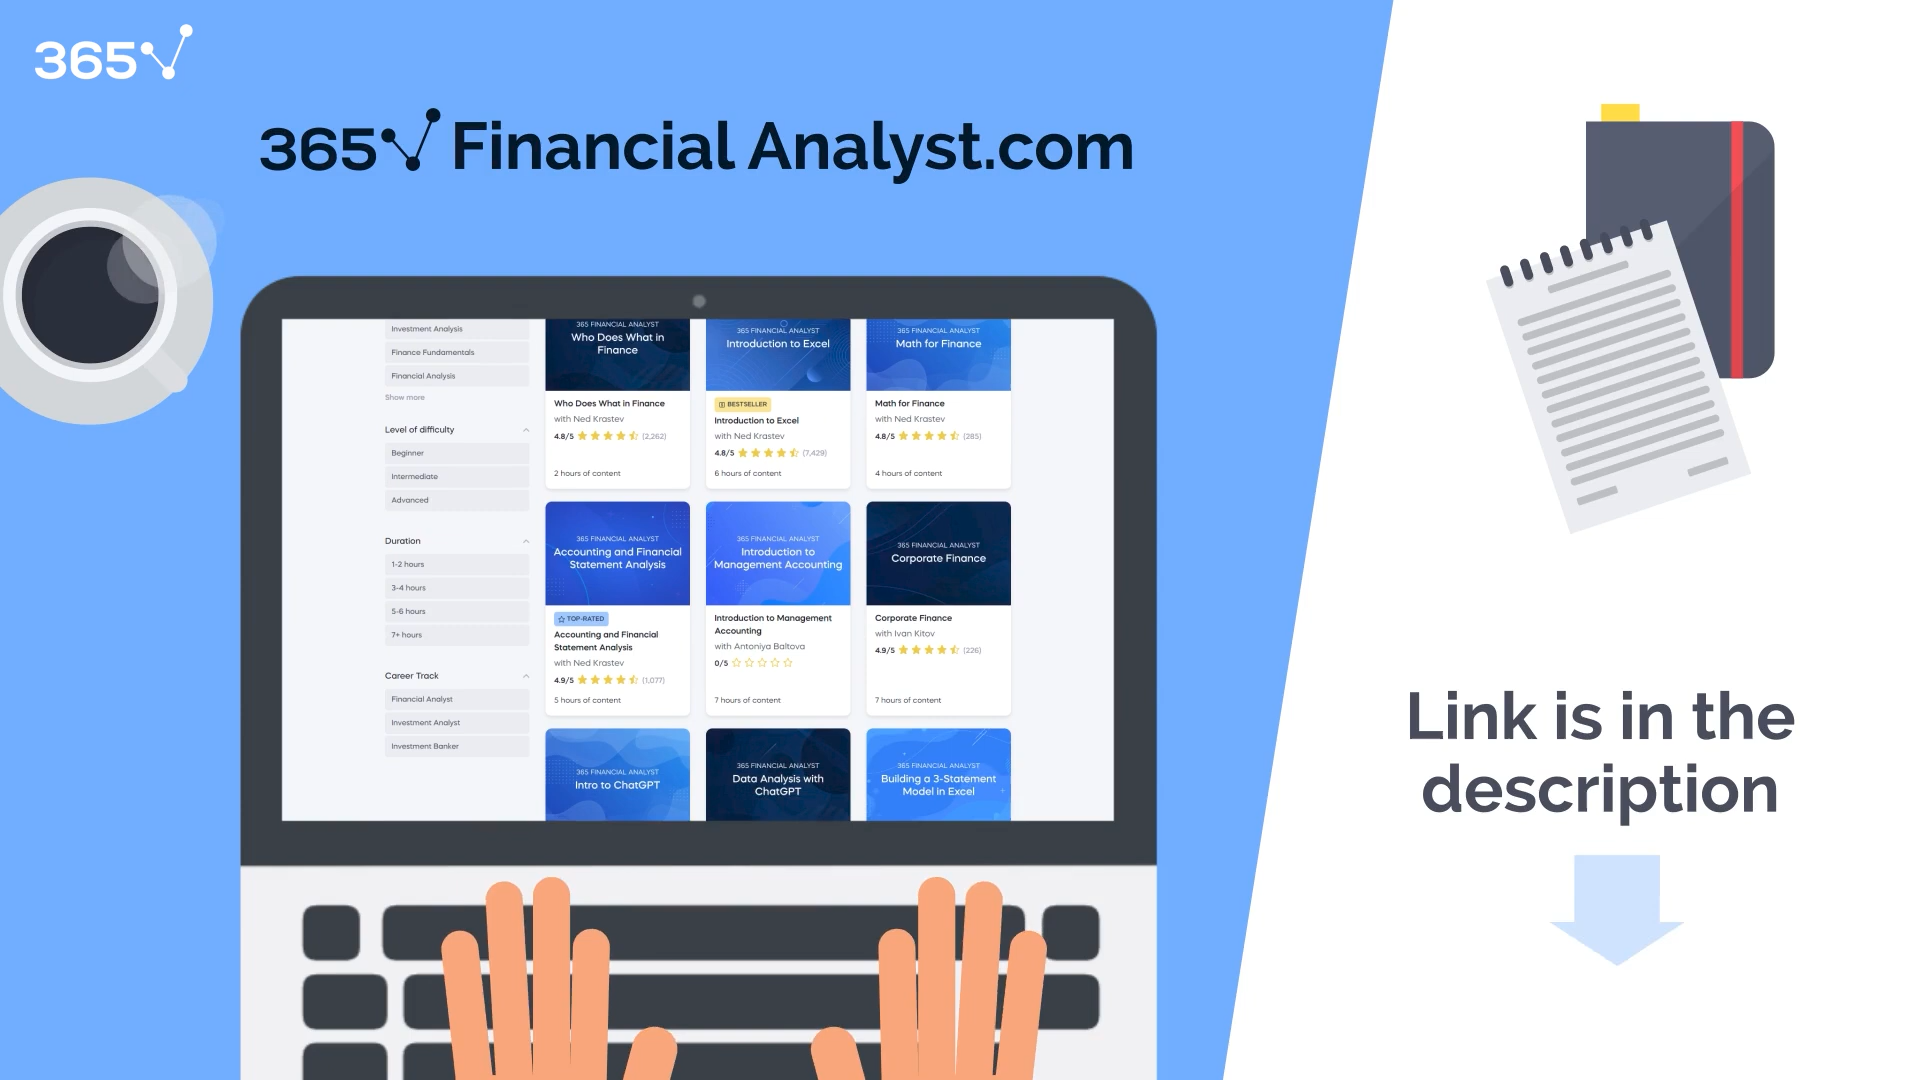 365
365 Financial Analyst.com
Investment Analysis
Finance Fundamentals
Financial Analysis
Show more
Level of difficulty
Beginner
Intermediate
Advanced
Duration
1-2 hours
3-4 hours
5-6 hours
7+ hours
Career Track
Financial Analyst
Investment Analyst
Investment Banker
365 FINANCIAL ANALYST
Who Does What in
Finance
Who Does What in Finance
with Ned Krastev
4.8/5 (2,262)
2 hours of content
365 FINANCIAL ANALYST
Introduction to Excel
BESTSELLER
Introduction to Excel
with Ned Krastev
4.8/5 (7,429)
6 hours of content
365 FINANCIAL ANALYST
Math for Finance
Math for Finance
with Ned Krastev
4.8/5 (285)
4 hours of content
365 FINANCIAL ANALYST
Accounting and Financial
Statement Analysis
TOP-RATED
Accounting and Financial
Statement Analysis
with Ned Krastev
4.9/5 (1,077)
5 hours of content
365 FINANCIAL ANALYST
Introduction to
Management Accounting
Introduction to Management
Accounting
with Antoniya Baltova
0/5
7 hours of content
365 FINANCIAL ANALYST
Corporate Finance
Corporate Finance
with Ivan Kitov
4.9/5 (226)
7 hours of content
365 FINANCIAL ANALYST
Intro to ChatGPT
365 FINANCIAL ANALYST
Data Analysis with
ChatGPT
365 FINANCIAL ANALYST
Building a 3-Statement
Model in Excel
Link is in the
description